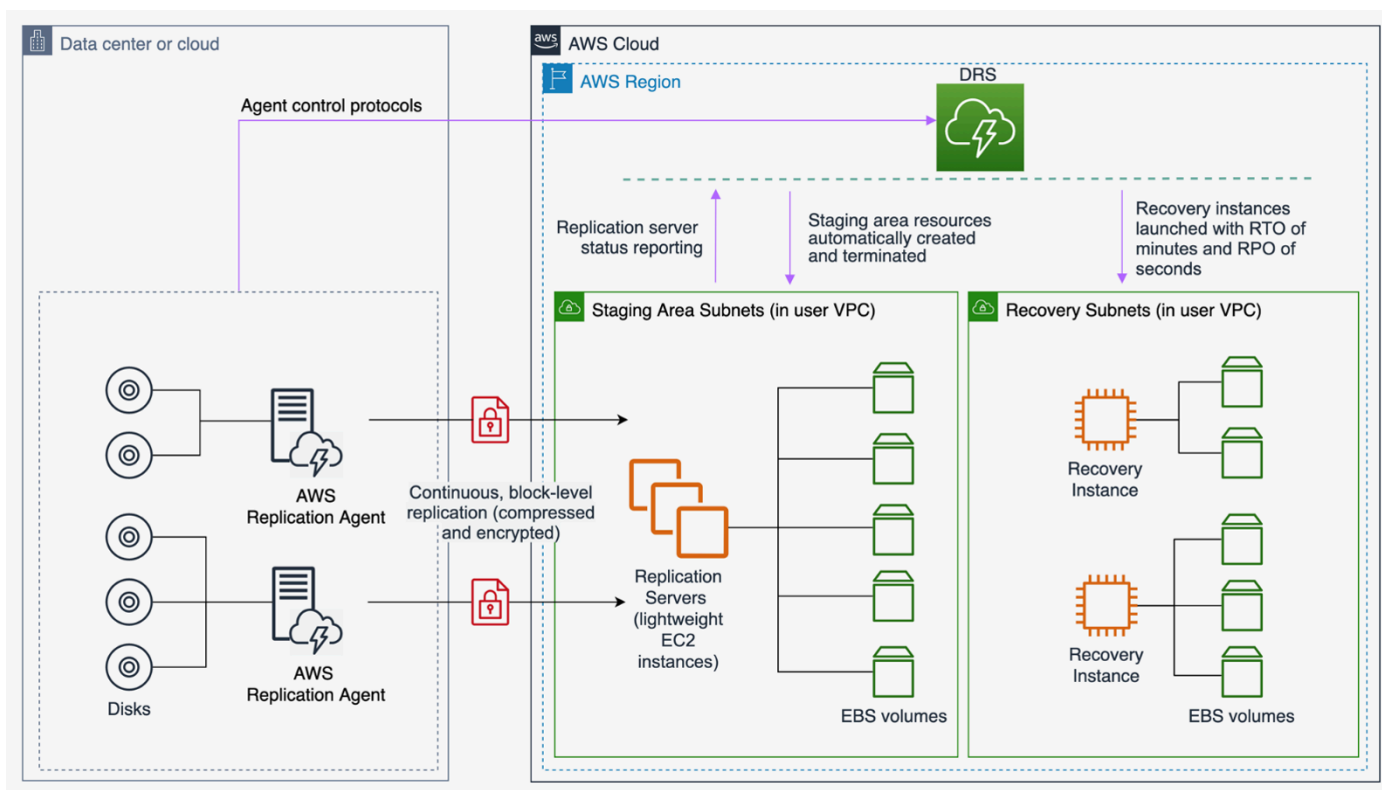 Data center or cloud
aws
AWS Cloud
AWS Region
DRS
Agent control protocols
Replication server
status reporting
Staging area resources
automatically created
and terminated
Recovery instances
launched with RTO of
minutes and RPO of
seconds
Staging Area Subnets (in user VPC)
Recovery Subnets (in user VPC)
AWS
Replication Agent
Continuous, block-level
replication (compressed
and encrypted)
Recovery
Instance
Replication
Servers
(lightweight
EC2
instances)
AWS
Replication Agent
Recovery
Instance
Disks
EBS volumes
EBS volumes